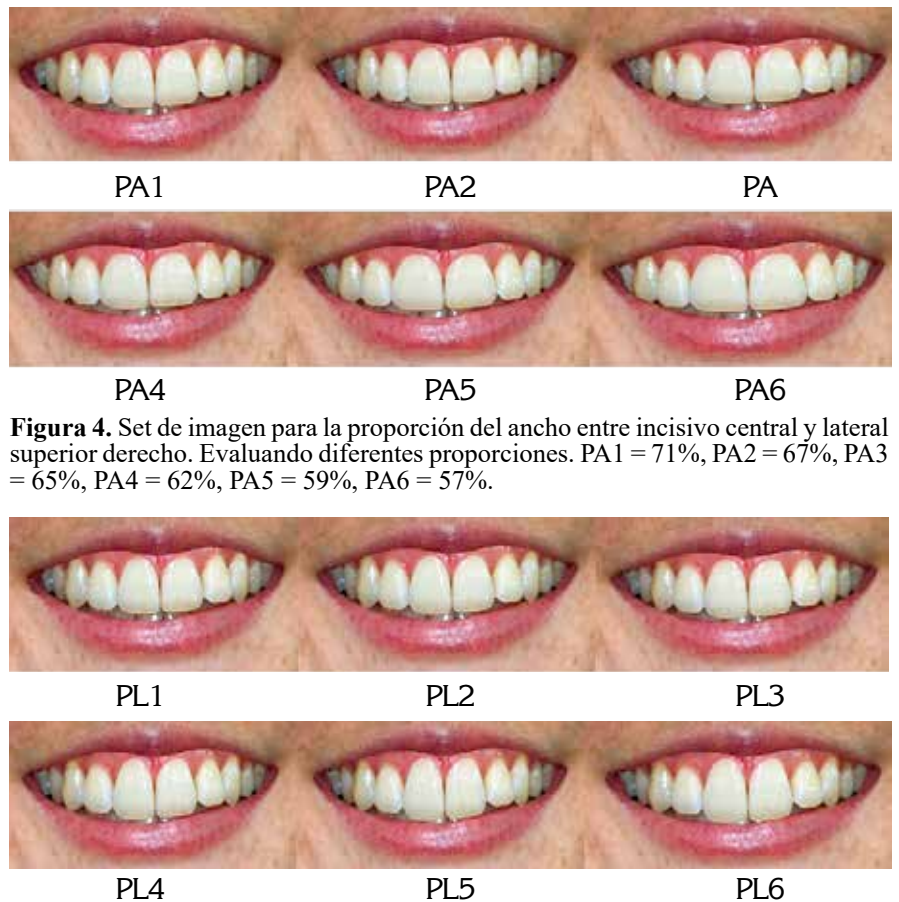 PA1 PA2 PA
PA4 PA5 PA6
Figura 4. Set de imagen para la proporción del ancho entre incisivo central y lateral
superior derecho. Evaluando diferentes proporciones. PA1 = 71%, PA2 = 67%, PA3
= 65%, PA4 = 62%, PA5 = 59%, PA6 = 57%.
PL1 PL2 PL3
PL4 PL5 PL6